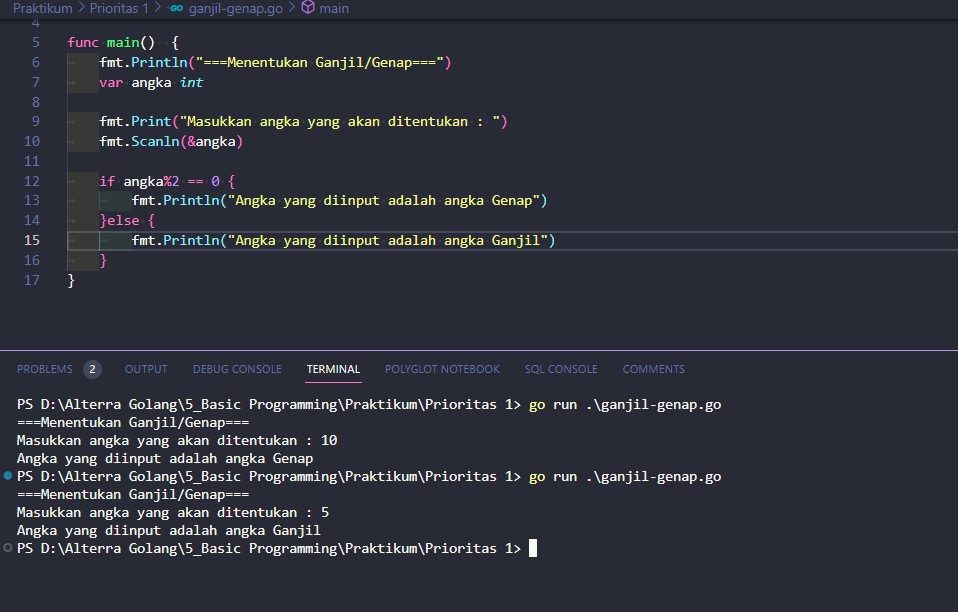 Praktikum > Prioritas 1 > GO ganjil-genap.go > main
4
5 func main() {
6 fmt.Println("===Menentukan Ganjil/Genap===")
7 var angka int
8
9 fmt.Print("Masukkan angka yang akan ditentukan : ")
10 fmt.Scanln(&angka)
11
12 if angka%2 == 0 {
13 fmt.Println("Angka yang diinput adalah angka Genap")
14 }else {
15 fmt.Println("Angka yang diinput adalah angka Ganjil")
16 }
17 }
PROBLEMS 2 OUTPUT DEBUG CONSOLE TERMINAL POLYGLOT NOTEBOOK SQL CONSOLE COMMENTS
PS D:\Alterra Golang\5_Basic Programming\Praktikum\Prioritas 1> go run .\ganjil-genap.go
===Menentukan Ganjil/Genap===
Masukkan angka yang akan ditentukan : 10
Angka yang diinput adalah angka Genap
PS D:\Alterra Golang\5_Basic Programming\Praktikum\Prioritas 1> go run .\ganjil-genap.go
===Menentukan Ganjil/Genap===
Masukkan angka yang akan ditentukan : 5
Angka yang diinput adalah angka Ganjil
PS D:\Alterra Golang\5_Basic Programming\Praktikum\Prioritas 1>